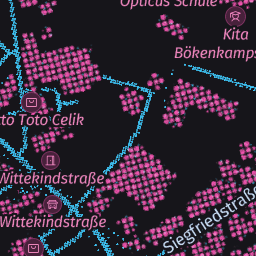 Opticus Schule
Kita
Bökenkamps
to Toto Celik
Wittekindstraße
Wittekindstraße
Siegfriedstraße